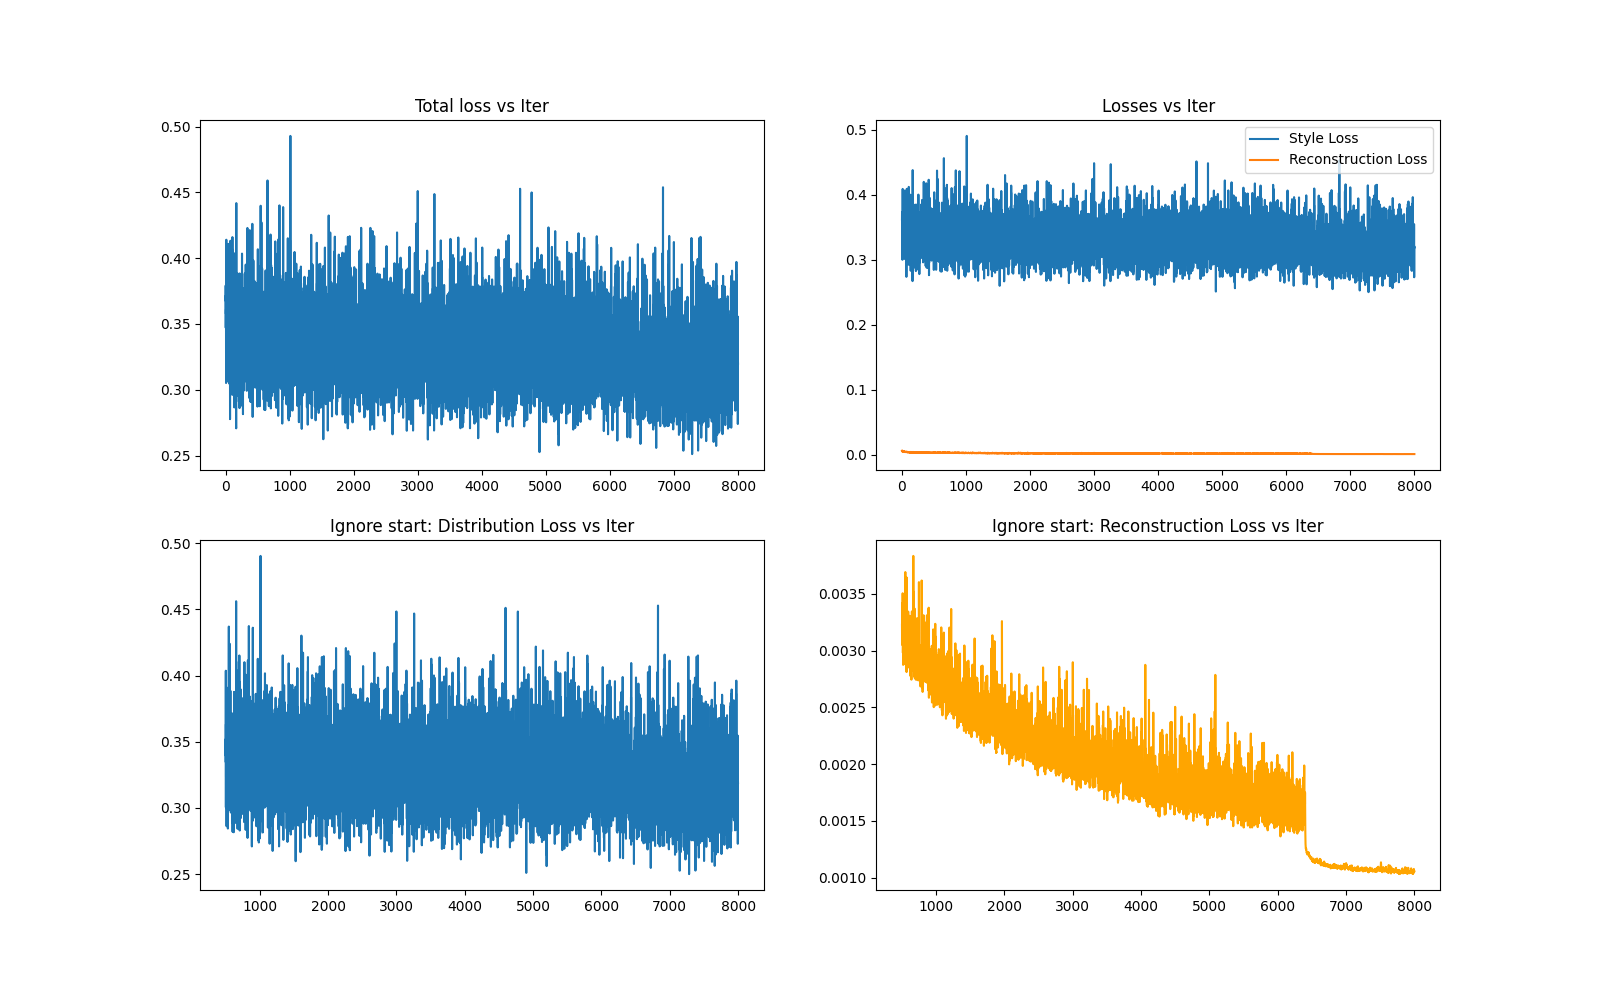 Total loss vs Iter
0.50
0.45
0.40
0.35
0.30
0.25
0 1000 2000 3000 4000 5000 6000 7000 8000
Losses vs Iter
Style Loss
Reconstruction Loss
0.5
0.4
0.3
0.2
0.1
0.0
0 1000 2000 3000 4000 5000 6000 7000 8000
Ignore start: Distribution Loss vs Iter
0.50
0.45
0.40
0.35
0.30
0.25
1000 2000 3000 4000 5000 6000 7000 8000
Ignore start: Reconstruction Loss vs Iter
0.0035
0.0030
0.0025
0.0020
0.0015
0.0010
1000 2000 3000 4000 5000 6000 7000 8000